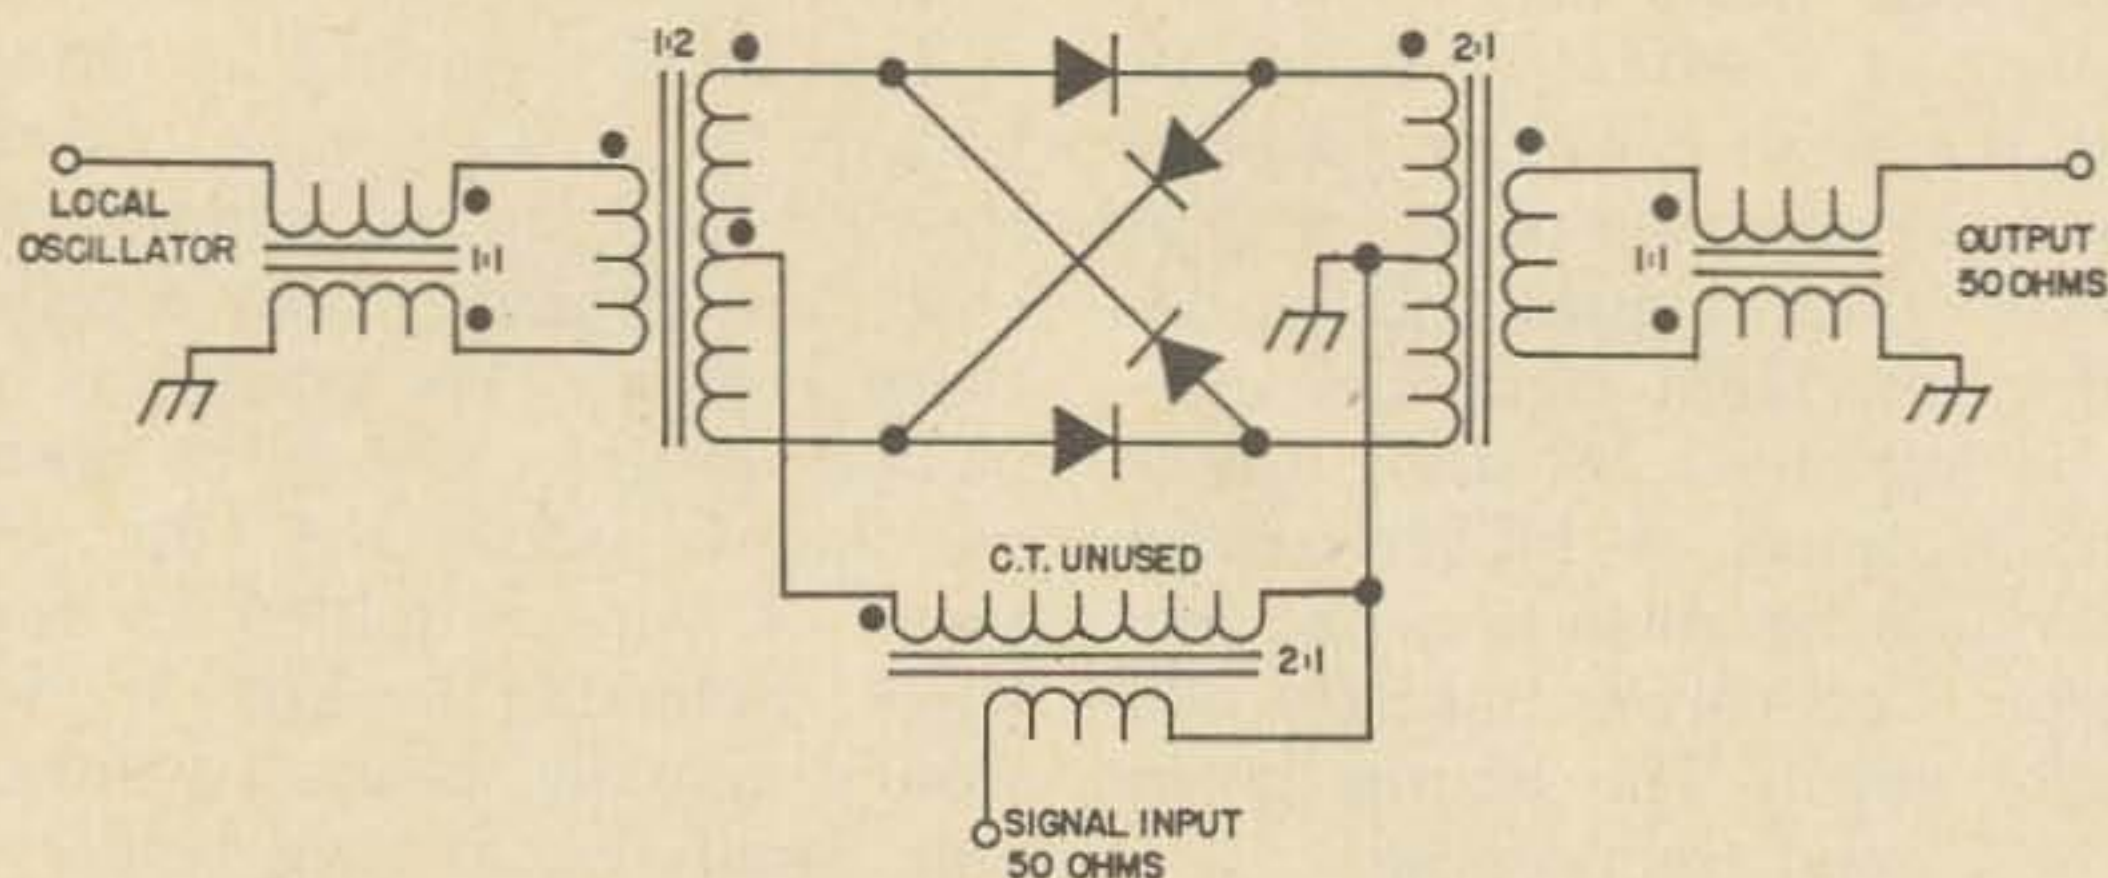 1:2
2:1
LOCAL
OSCILLATOR
1:1
1:1
OUTPUT
50 OHMS
C.T. UNUSED
2:1
SIGNAL INPUT
50 OHMS